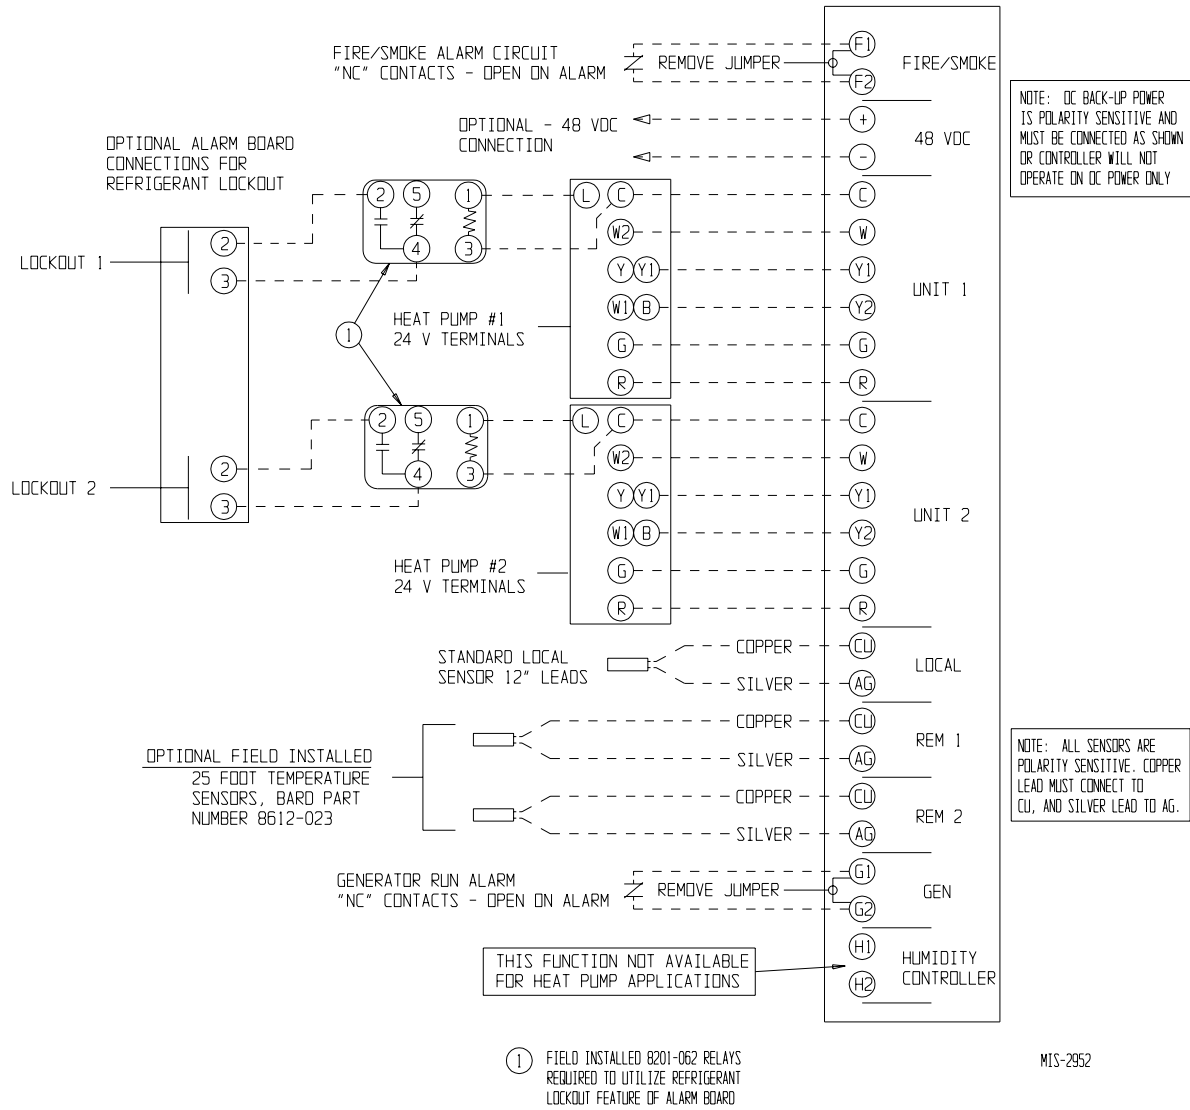 FIRE/SMOKE ALARM CIRCUIT
"NC" CONTACTS - OPEN ON ALARM
REMOVE JUMPER
F1
F2
FIRE/SMOKE
NOTE: DC BACK-UP POWER
IS POLARITY SENSITIVE AND
MUST BE CONNECTED AS SHOWN
OR CONTROLLER WILL NOT
OPERATE ON DC POWER ONLY
OPTIONAL - 48 VDC
CONNECTION
+
-
48 VDC
OPTIONAL ALARM BOARD
CONNECTIONS FOR
REFRIGERANT LOCKOUT
LOCKOUT 1
2
3
2 5 1
4 3
1
HEAT PUMP #1
24 V TERMINALS
L C
W2
Y Y1
W1 B
G
R
C
W
Y1
Y2
G
R
UNIT 1
LOCKOUT 2
2
3
2 5 1
4 3
HEAT PUMP #2
24 V TERMINALS
L C
W2
Y Y1
W1 B
G
R
C
W
Y1
Y2
G
R
UNIT 2
STANDARD LOCAL
SENSOR 12" LEADS
COPPER CU
SILVER AG
LOCAL
OPTIONAL FIELD INSTALLED
25 FOOT TEMPERATURE
SENSORS, BARD PART
NUMBER 8612-023
COPPER CU
SILVER AG
REM 1
COPPER CU
SILVER AG
REM 2
NOTE: ALL SENSORS ARE
POLARITY SENSITIVE. COPPER
LEAD MUST CONNECT TO
CU, AND SILVER LEAD TO AG.
GENERATOR RUN ALARM
"NC" CONTACTS - OPEN ON ALARM
REMOVE JUMPER
G1
G2
GEN
THIS FUNCTION NOT AVAILABLE
FOR HEAT PUMP APPLICATIONS
H1
H2
HUMIDITY
CONTROLLER
1 FIELD INSTALLED 8201-062 RELAYS
REQUIRED TO UTILIZE REFRIGERANT
LOCKOUT FEATURE OF ALARM BOARD
MIS-2952